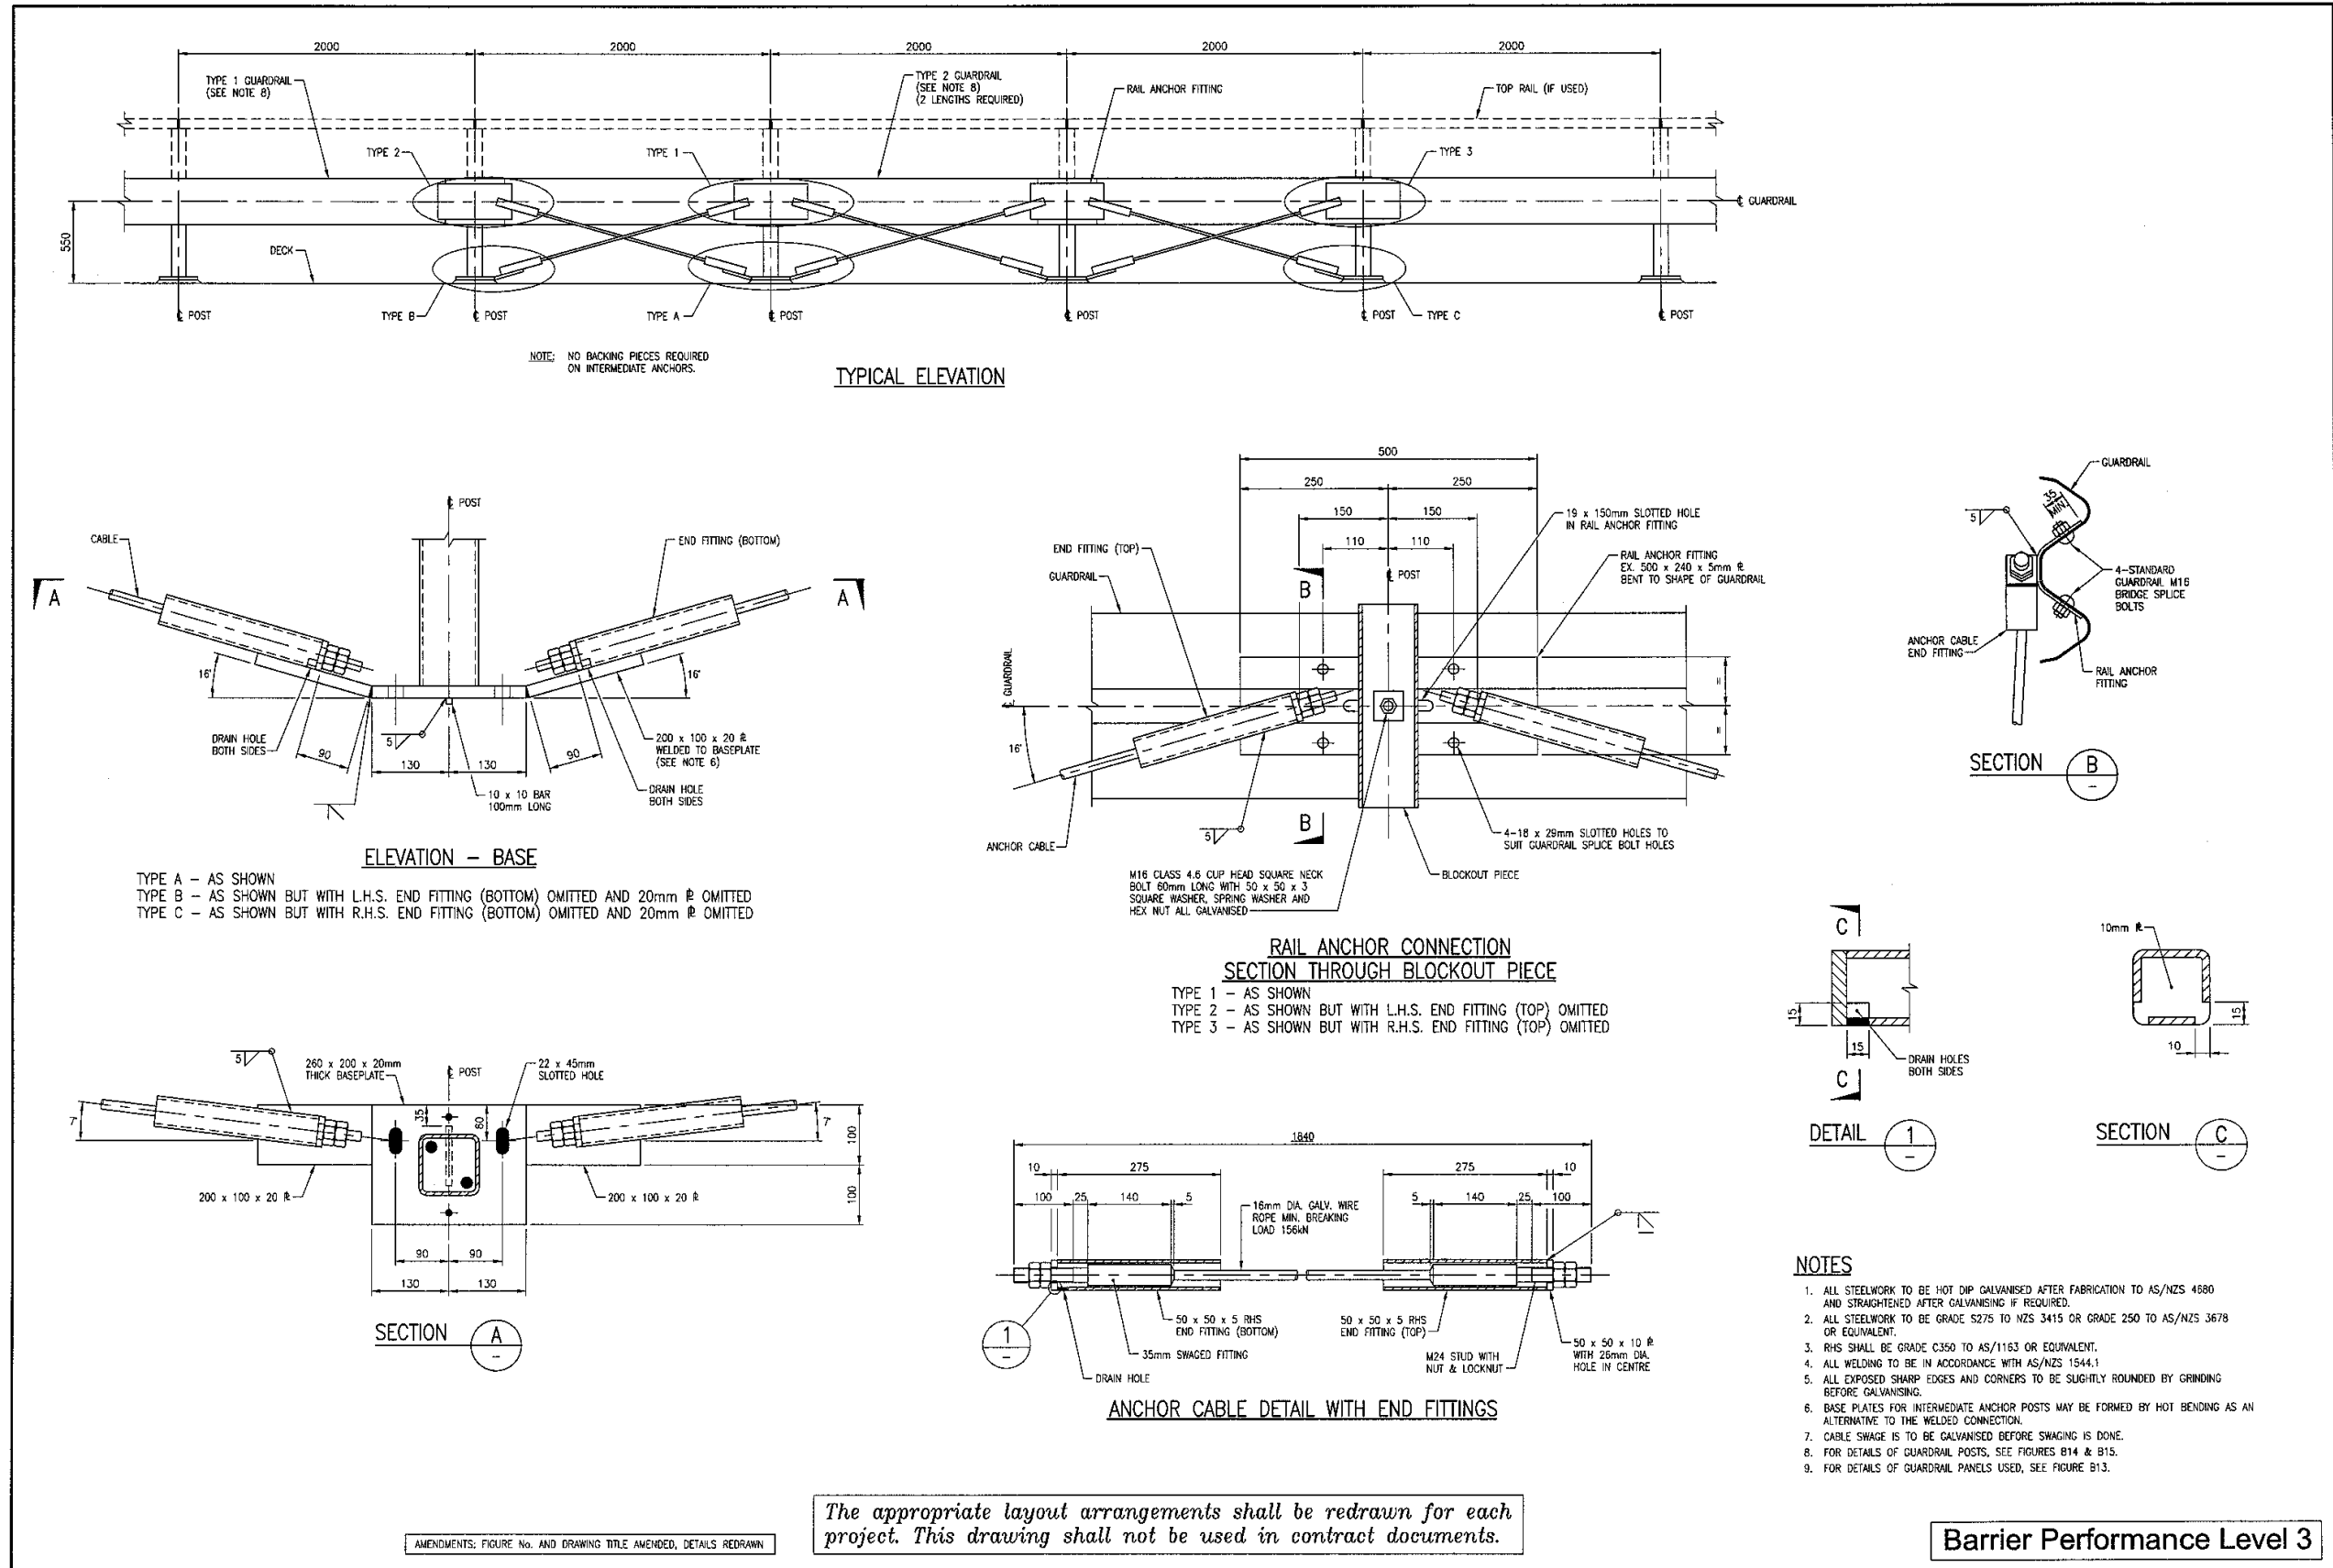 2000
2000
2000
2000
2000
TYPE 1 GUARDRAIL
(SEE NOTE 8)
TYPE 2 GUARDRAIL
(SEE NOTE 8)
(2 LENGTHS REQUIRED)
RAIL ANCHOR FITTING
TOP RAIL (IF USED)
TYPE 2
TYPE 1
TYPE 3
℄ GUARDRAIL
550
DECK
℄ POST
TYPE B
℄ POST
TYPE A
℄ POST
℄ POST
℄ POST
TYPE C
℄ POST
NOTE: NO BACKING PIECES REQUIRED
ON INTERMEDIATE ANCHORS.
TYPICAL ELEVATION
℄ POST
CABLE
END FITTING (BOTTOM)
A
A
16°
16°
DRAIN HOLE
BOTH SIDES
90
5
130
130
90
200 x 100 x 20 ℄
WELDED TO BASEPLATE
(SEE NOTE 6)
10 x 10 BAR
100mm LONG
DRAIN HOLE
BOTH SIDES
ELEVATION – BASE
TYPE A – AS SHOWN
TYPE B – AS SHOWN BUT WITH L.H.S. END FITTING (BOTTOM) OMITTED AND 20mm ℄ OMITTED
TYPE C – AS SHOWN BUT WITH R.H.S. END FITTING (BOTTOM) OMITTED AND 20mm ℄ OMITTED
500
250
250
150
150
110
110
19 x 150mm SLOTTED HOLE
IN RAIL ANCHOR FITTING
END FITTING (TOP)
GUARDRAIL
B
℄ POST
RAIL ANCHOR FITTING
EX. 500 x 240 x 5mm ℄
BENT TO SHAPE OF GUARDRAIL
℄ GUARDRAIL
=
=
16°
5
B
ANCHOR CABLE
4–18 x 29mm SLOTTED HOLES TO
SUIT GUARDRAIL SPLICE BOLT HOLES
M16 CLASS 4.6 CUP HEAD SQUARE NECK
BOLT 60mm LONG WITH 50 x 50 x 3
SQUARE WASHER, SPRING WASHER AND
HEX NUT ALL GALVANISED
BLOCKOUT PIECE
RAIL ANCHOR CONNECTION
SECTION THROUGH BLOCKOUT PIECE
TYPE 1 – AS SHOWN
TYPE 2 – AS SHOWN BUT WITH L.H.S. END FITTING (TOP) OMITTED
TYPE 3 – AS SHOWN BUT WITH R.H.S. END FITTING (TOP) OMITTED
GUARDRAIL
35
MIN.
5
4–STANDARD
GUARDRAIL M16
BRIDGE SPLICE
BOLTS
ANCHOR CABLE
END FITTING
RAIL ANCHOR
FITTING
SECTION B
–
C
15
15
DRAIN HOLES
BOTH SIDES
C
DETAIL 1
–
10mm ℄
15
10
SECTION C
–
5
260 x 200 x 20mm
THICK BASEPLATE
℄ POST
22 x 45mm
SLOTTED HOLE
7°
35
60
7°
100
100
200 x 100 x 20 ℄
200 x 100 x 20 ℄
90
90
130
130
SECTION A
–
1840
10
275
275
10
100
25
140
5
5
140
25
100
16mm DIA. GALV. WIRE
ROPE MIN. BREAKING
LOAD 156kN
50 x 50 x 5 RHS
END FITTING (BOTTOM)
50 x 50 x 5 RHS
END FITTING (TOP)
1
–
35mm SWAGED FITTING
DRAIN HOLE
M24 STUD WITH
NUT & LOCKNUT
50 x 50 x 10 ℄
WITH 26mm DIA.
HOLE IN CENTRE
ANCHOR CABLE DETAIL WITH END FITTINGS
NOTES
1. ALL STEELWORK TO BE HOT DIP GALVANISED AFTER FABRICATION TO AS/NZS 4680
AND STRAIGHTENED AFTER GALVANISING IF REQUIRED.
2. ALL STEELWORK TO BE GRADE S275 TO NZS 3415 OR GRADE 250 TO AS/NZS 3678
OR EQUIVALENT.
3. RHS SHALL BE GRADE C350 TO AS/1163 OR EQUIVALENT.
4. ALL WELDING TO BE IN ACCORDANCE WITH AS/NZS 1544.1
5. ALL EXPOSED SHARP EDGES AND CORNERS TO BE SLIGHTLY ROUNDED BY GRINDING
BEFORE GALVANISING.
6. BASE PLATES FOR INTERMEDIATE ANCHOR POSTS MAY BE FORMED BY HOT BENDING AS AN
ALTERNATIVE TO THE WELDED CONNECTION.
7. CABLE SWAGE IS TO BE GALVANISED BEFORE SWAGING IS DONE.
8. FOR DETAILS OF GUARDRAIL POSTS, SEE FIGURES B14 & B15.
9. FOR DETAILS OF GUARDRAIL PANELS USED, SEE FIGURE B13.
The appropriate layout arrangements shall be redrawn for each
project. This drawing shall not be used in contract documents.
AMENDMENTS; FIGURE No. AND DRAWING TITLE AMENDED, DETAILS REDRAWN
Barrier Performance Level 3